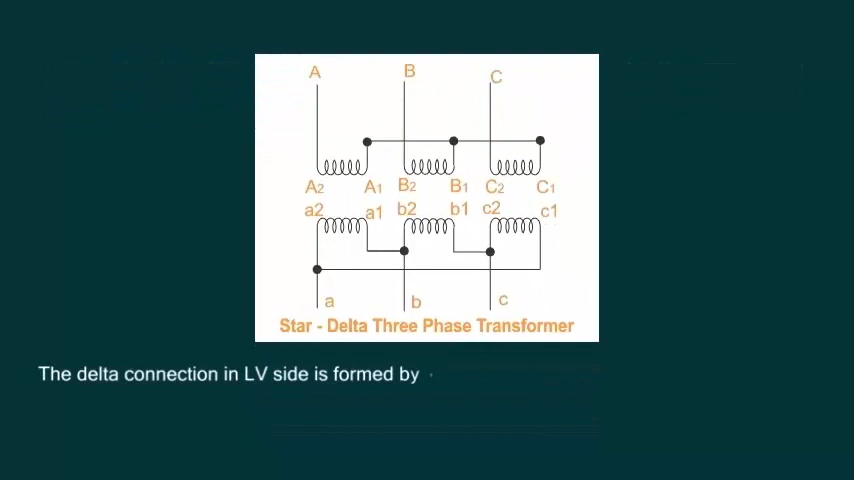 A B C
A2 A1 B2 B1 C2 C1
a2 a1 b2 b1 c2 c1
a b c
Star - Delta Three Phase Transformer
The delta connection in LV side is formed by